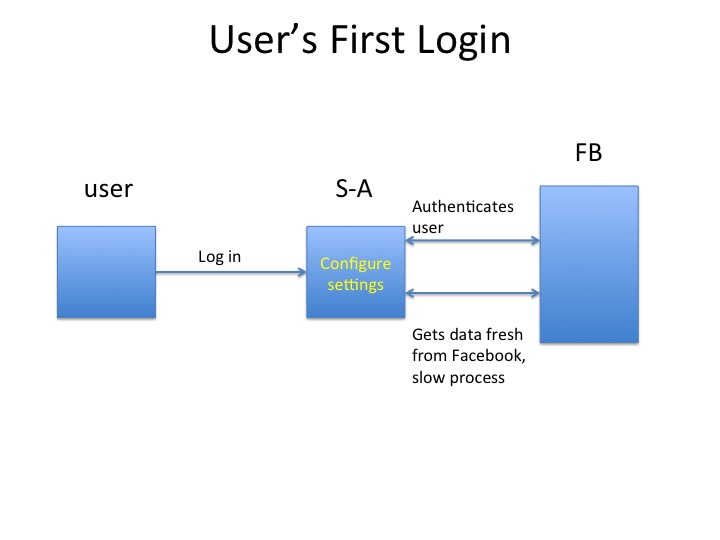 User’s First Login
FB
user
S-A
Authenticates
user
Log in
Configure
settings
Gets data fresh
from Facebook,
slow process